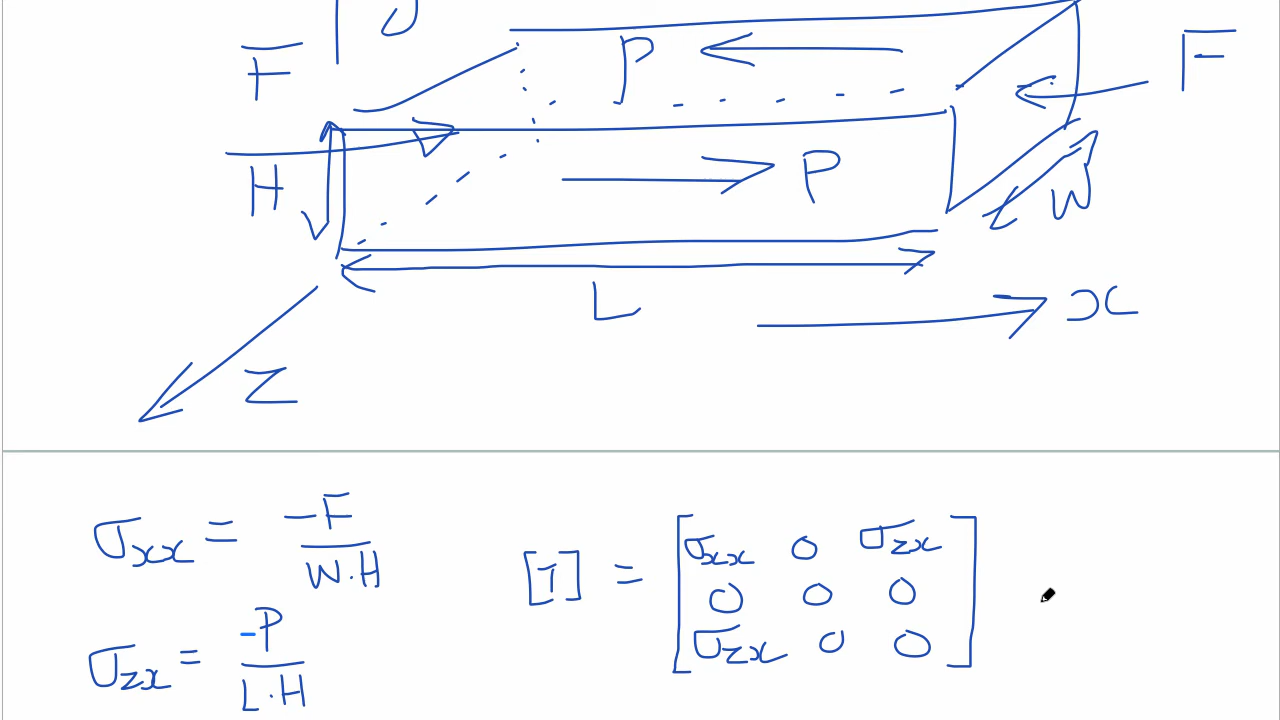 F
P
F
H
P
W
L
x
Z
σxx = -F / W.H
σzx = -P / L.H
[T] = [σxx 0 σzx
0 0 0
σzx 0 0]